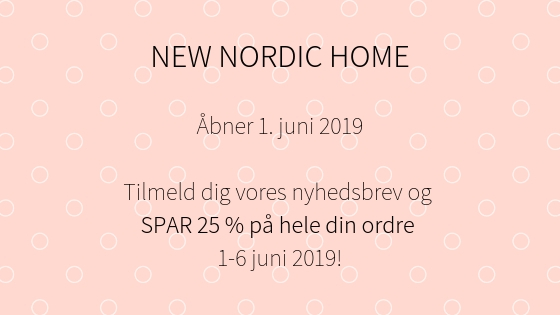 NEW NORDIC HOME
Åbner 1. juni 2019
Tilmeld dig vores nyhedsbrev og
SPAR 25 % på hele din ordre
1-6 juni 2019!